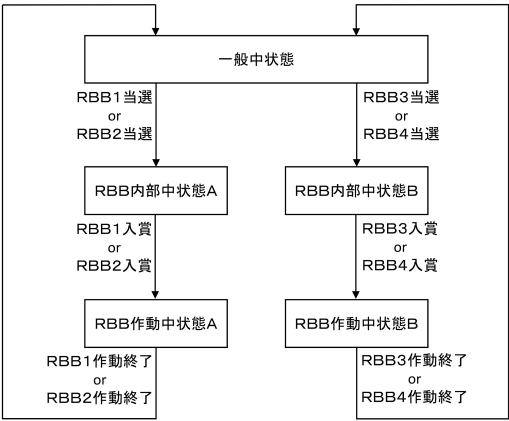 一般中状態
RBB1当選
or
RBB2当選
RBB3当選
or
RBB4当選
RBB内部中状態A
RBB内部中状態B
RBB1入賞
or
RBB2入賞
RBB3入賞
or
RBB4入賞
RBB作動中状態A
RBB作動中状態B
RBB1作動終了
or
RBB2作動終了
RBB3作動終了
or
RBB4作動終了